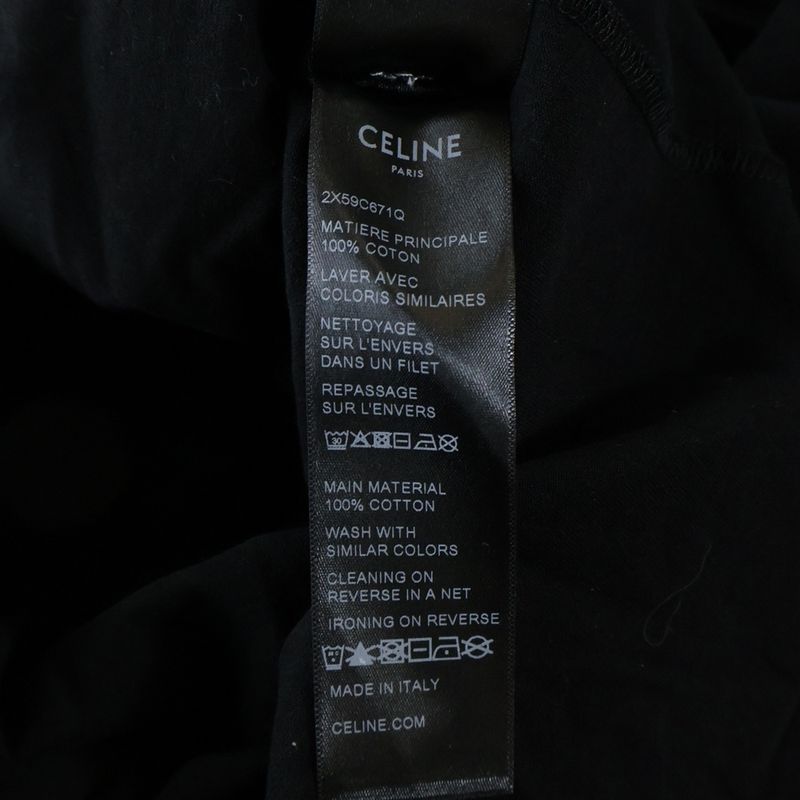 CELINE
PARIS
2X59C671Q
MATIERE PRINCIPALE
100% COTON
LAVER AVEC
COLORIS SIMILAIRES
NETTOYAGE
SUR L'ENVERS
DANS UN FILET
REPASSAGE
SUR L'ENVERS
30
MAIN MATERIAL
100% COTTON
WASH WITH
SIMILAR COLORS
CLEANING ON
REVERSE IN A NET
IRONING ON REVERSE
MADE IN ITALY
CELINE.COM